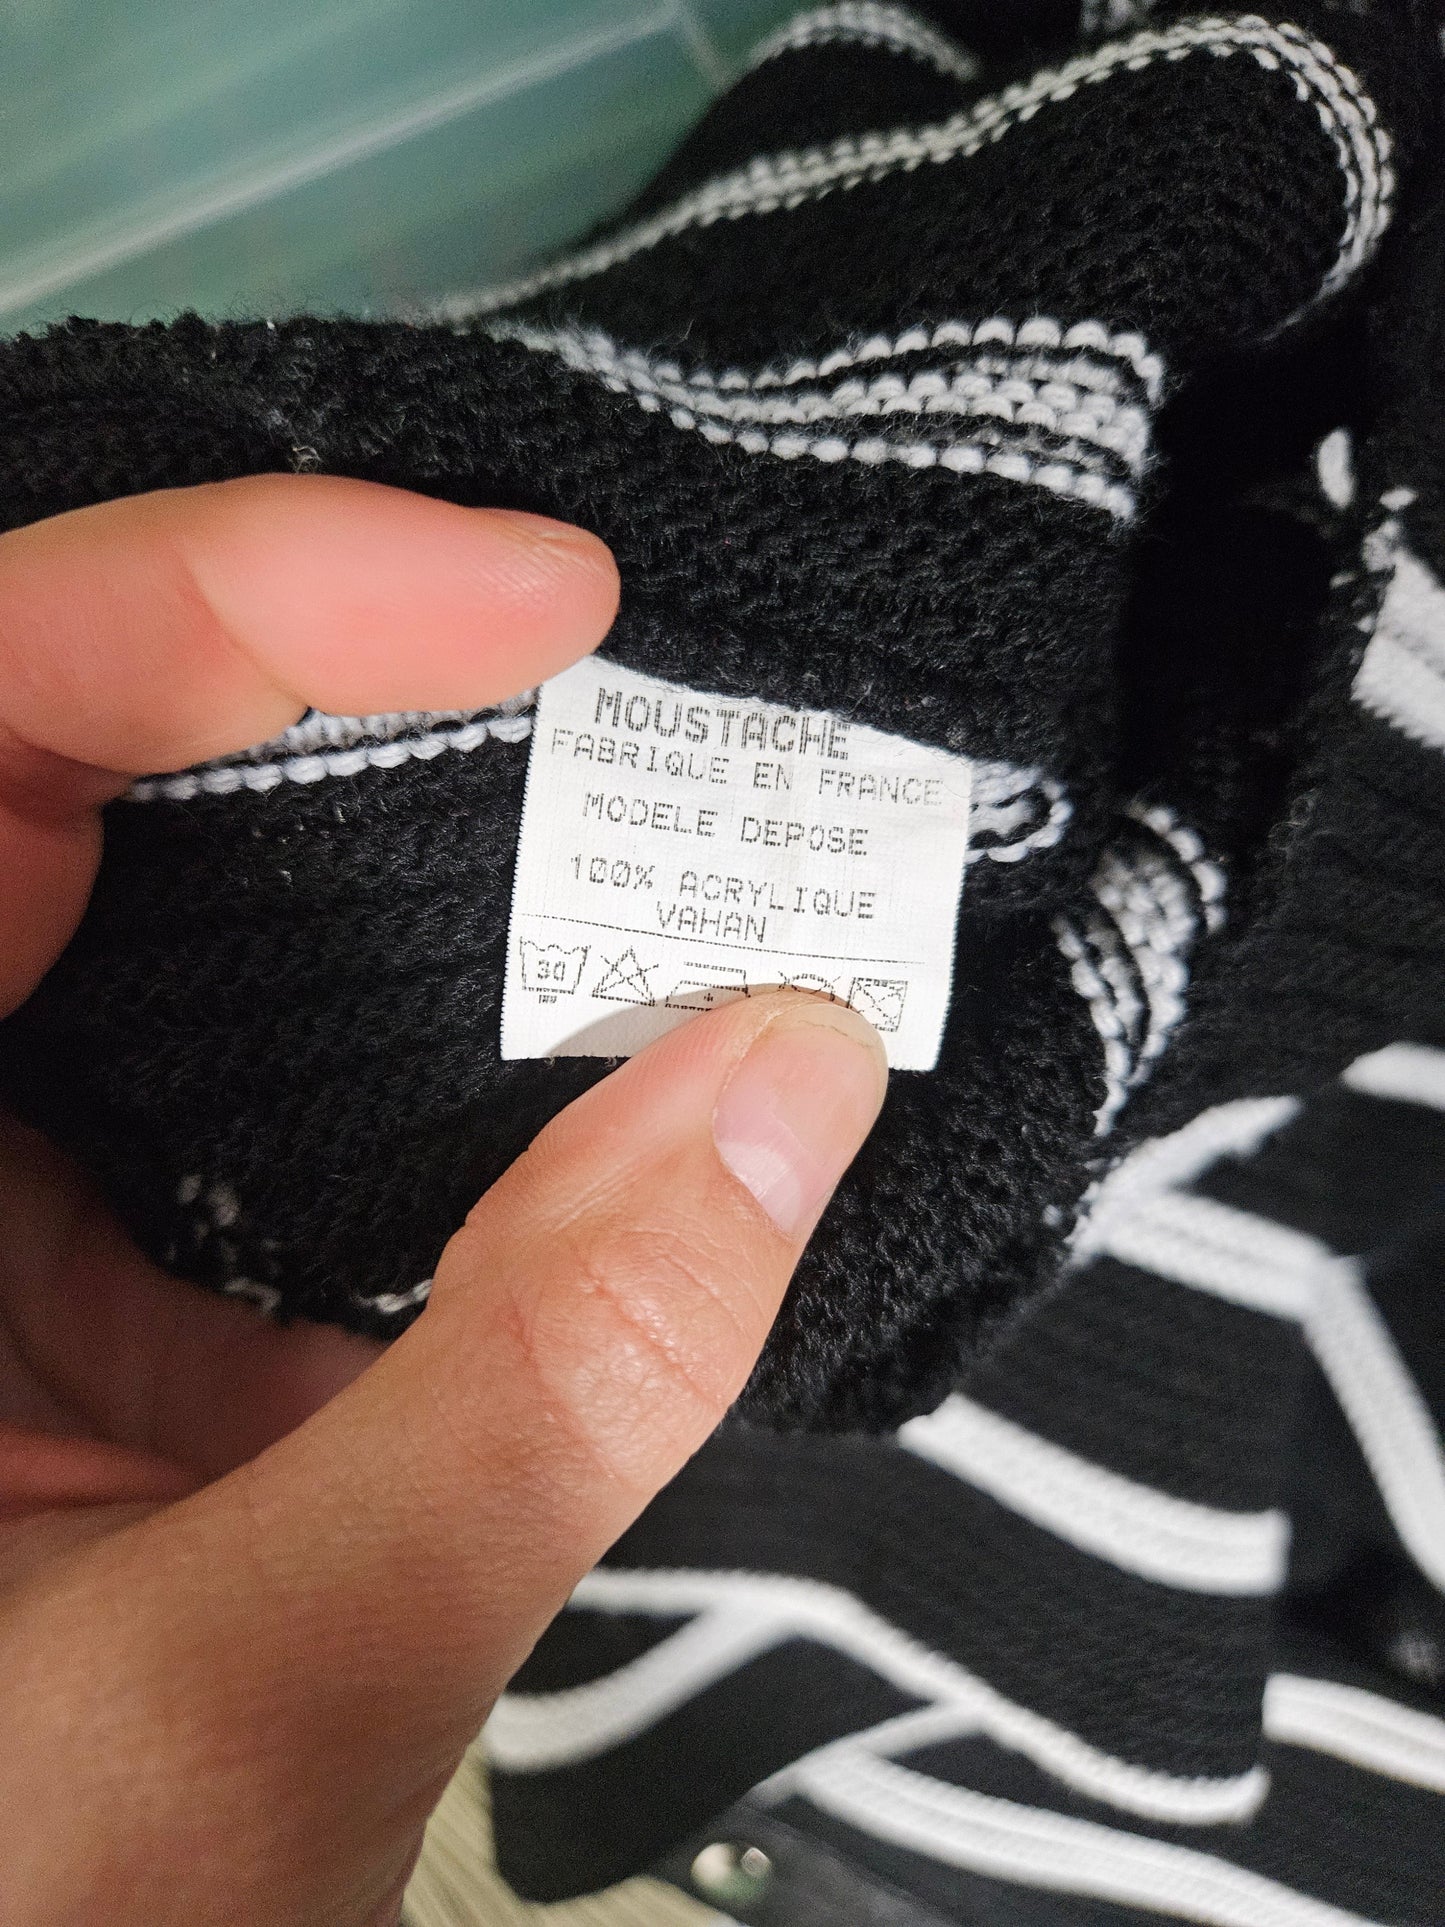 MOUSTACHE
FABRIQUE EN FRANCE
MODELE DEPOSE
100% ACRYLIQUE
VAHAN
30